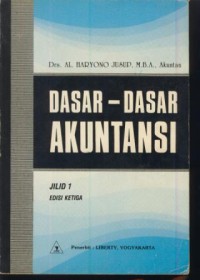 Drs. AL. HARYONO JUSUP, M.B.A., Akuntan
DASAR - DASAR
AKUNTANSI
JILID 1
EDISI KETIGA
Penerbit - LIBERTY, YOGYAKARTA